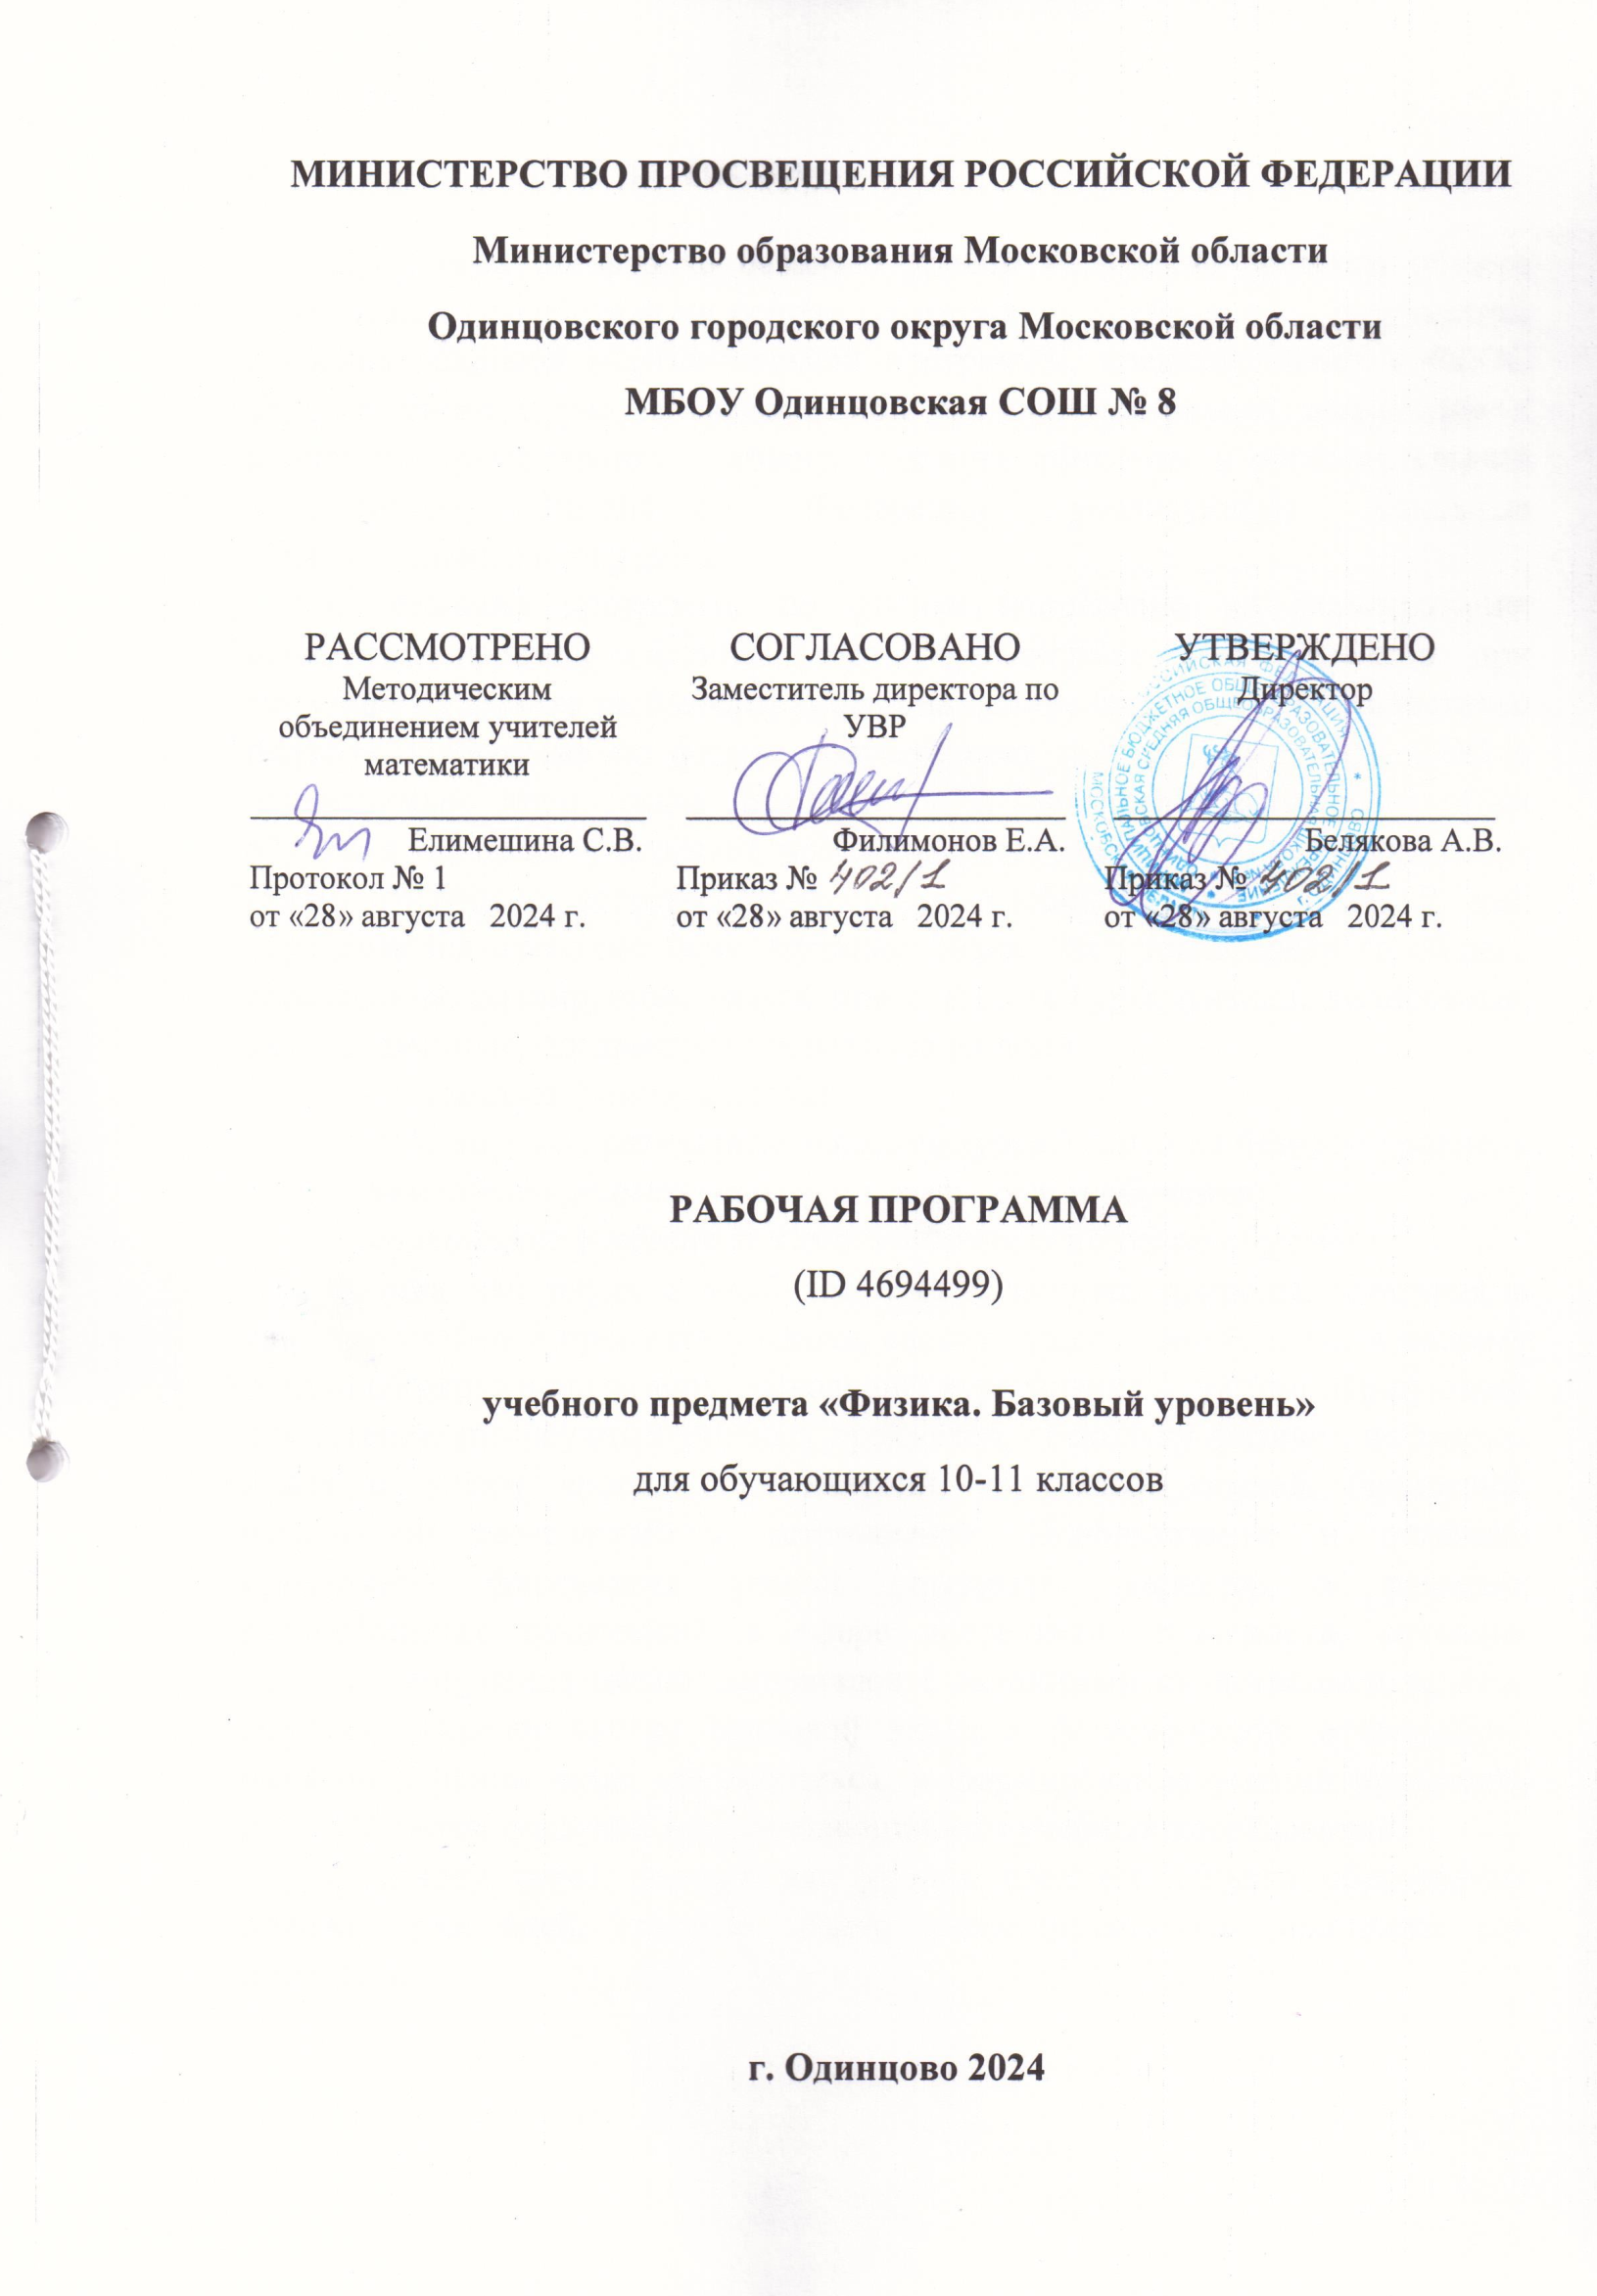 МИНИСТЕРСТВО ПРОСВЕЩЕНИЯ РОССИЙСКОЙ ФЕДЕРАЦИИ
Министерство образования Московской области
Одинцовского городского округа Московской области
МБОУ Одинцовская СОШ № 8
РАССМОТРЕНО
Методическим
объединением учителей
математики
Елимешина С.В.
Протокол № 1
от «28» августа 2024 г.
СОГЛАСОВАНО
Заместитель директора по
УВР
Филимонов Е.А.
Приказ № 402/1
от «28» августа 2024 г.
УТВЕРЖДЕНО
Директор
Белякова А.В.
Приказ № 402/1
от «28» августа 2024 г.
РАБОЧАЯ ПРОГРАММА
(ID 4694499)
учебного предмета «Физика. Базовый уровень»
для обучающихся 10-11 классов
г. Одинцово 2024